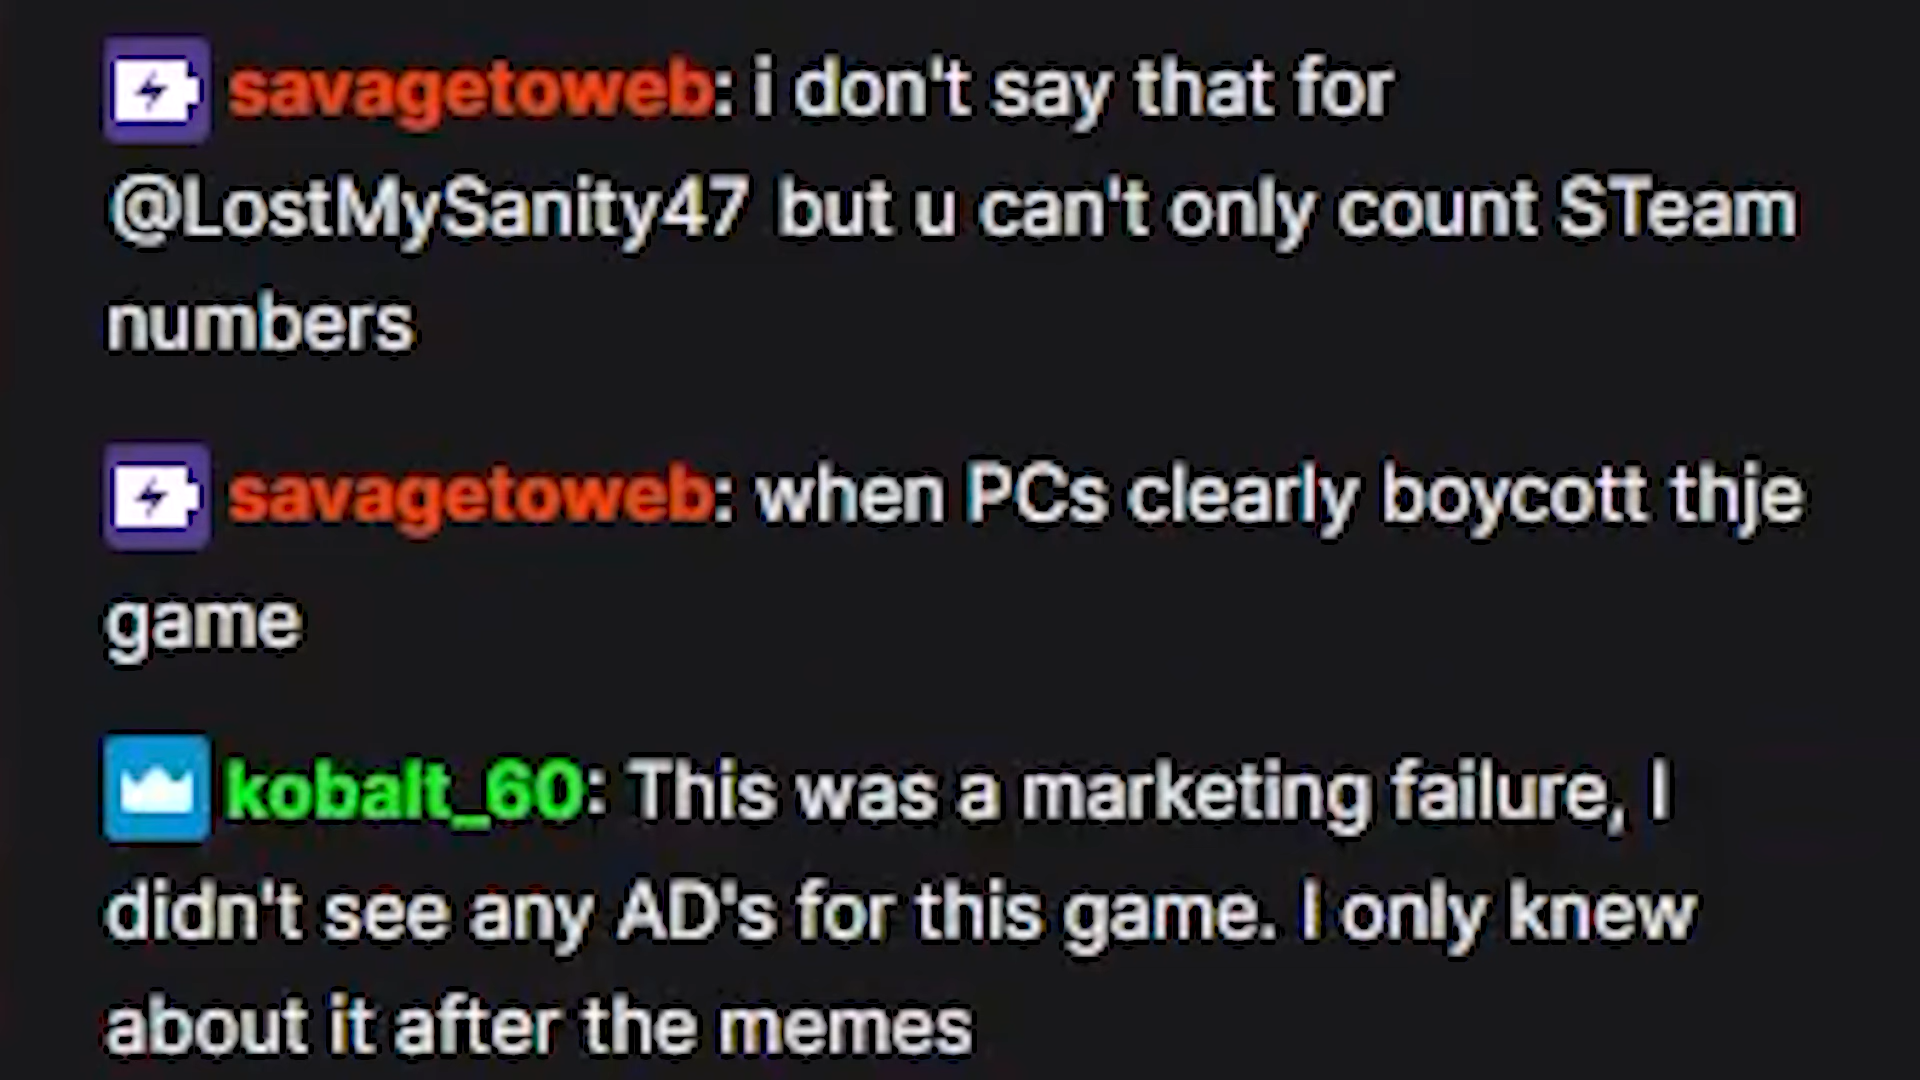 savagetoweb: i don't say that for
@LostMySanity47 but u can't only count STeam
numbers
savagetoweb: when PCs clearly boycott thje
game
kobalt_60: This was a marketing failure, I
didn't see any AD's for this game. I only knew
about it after the memes